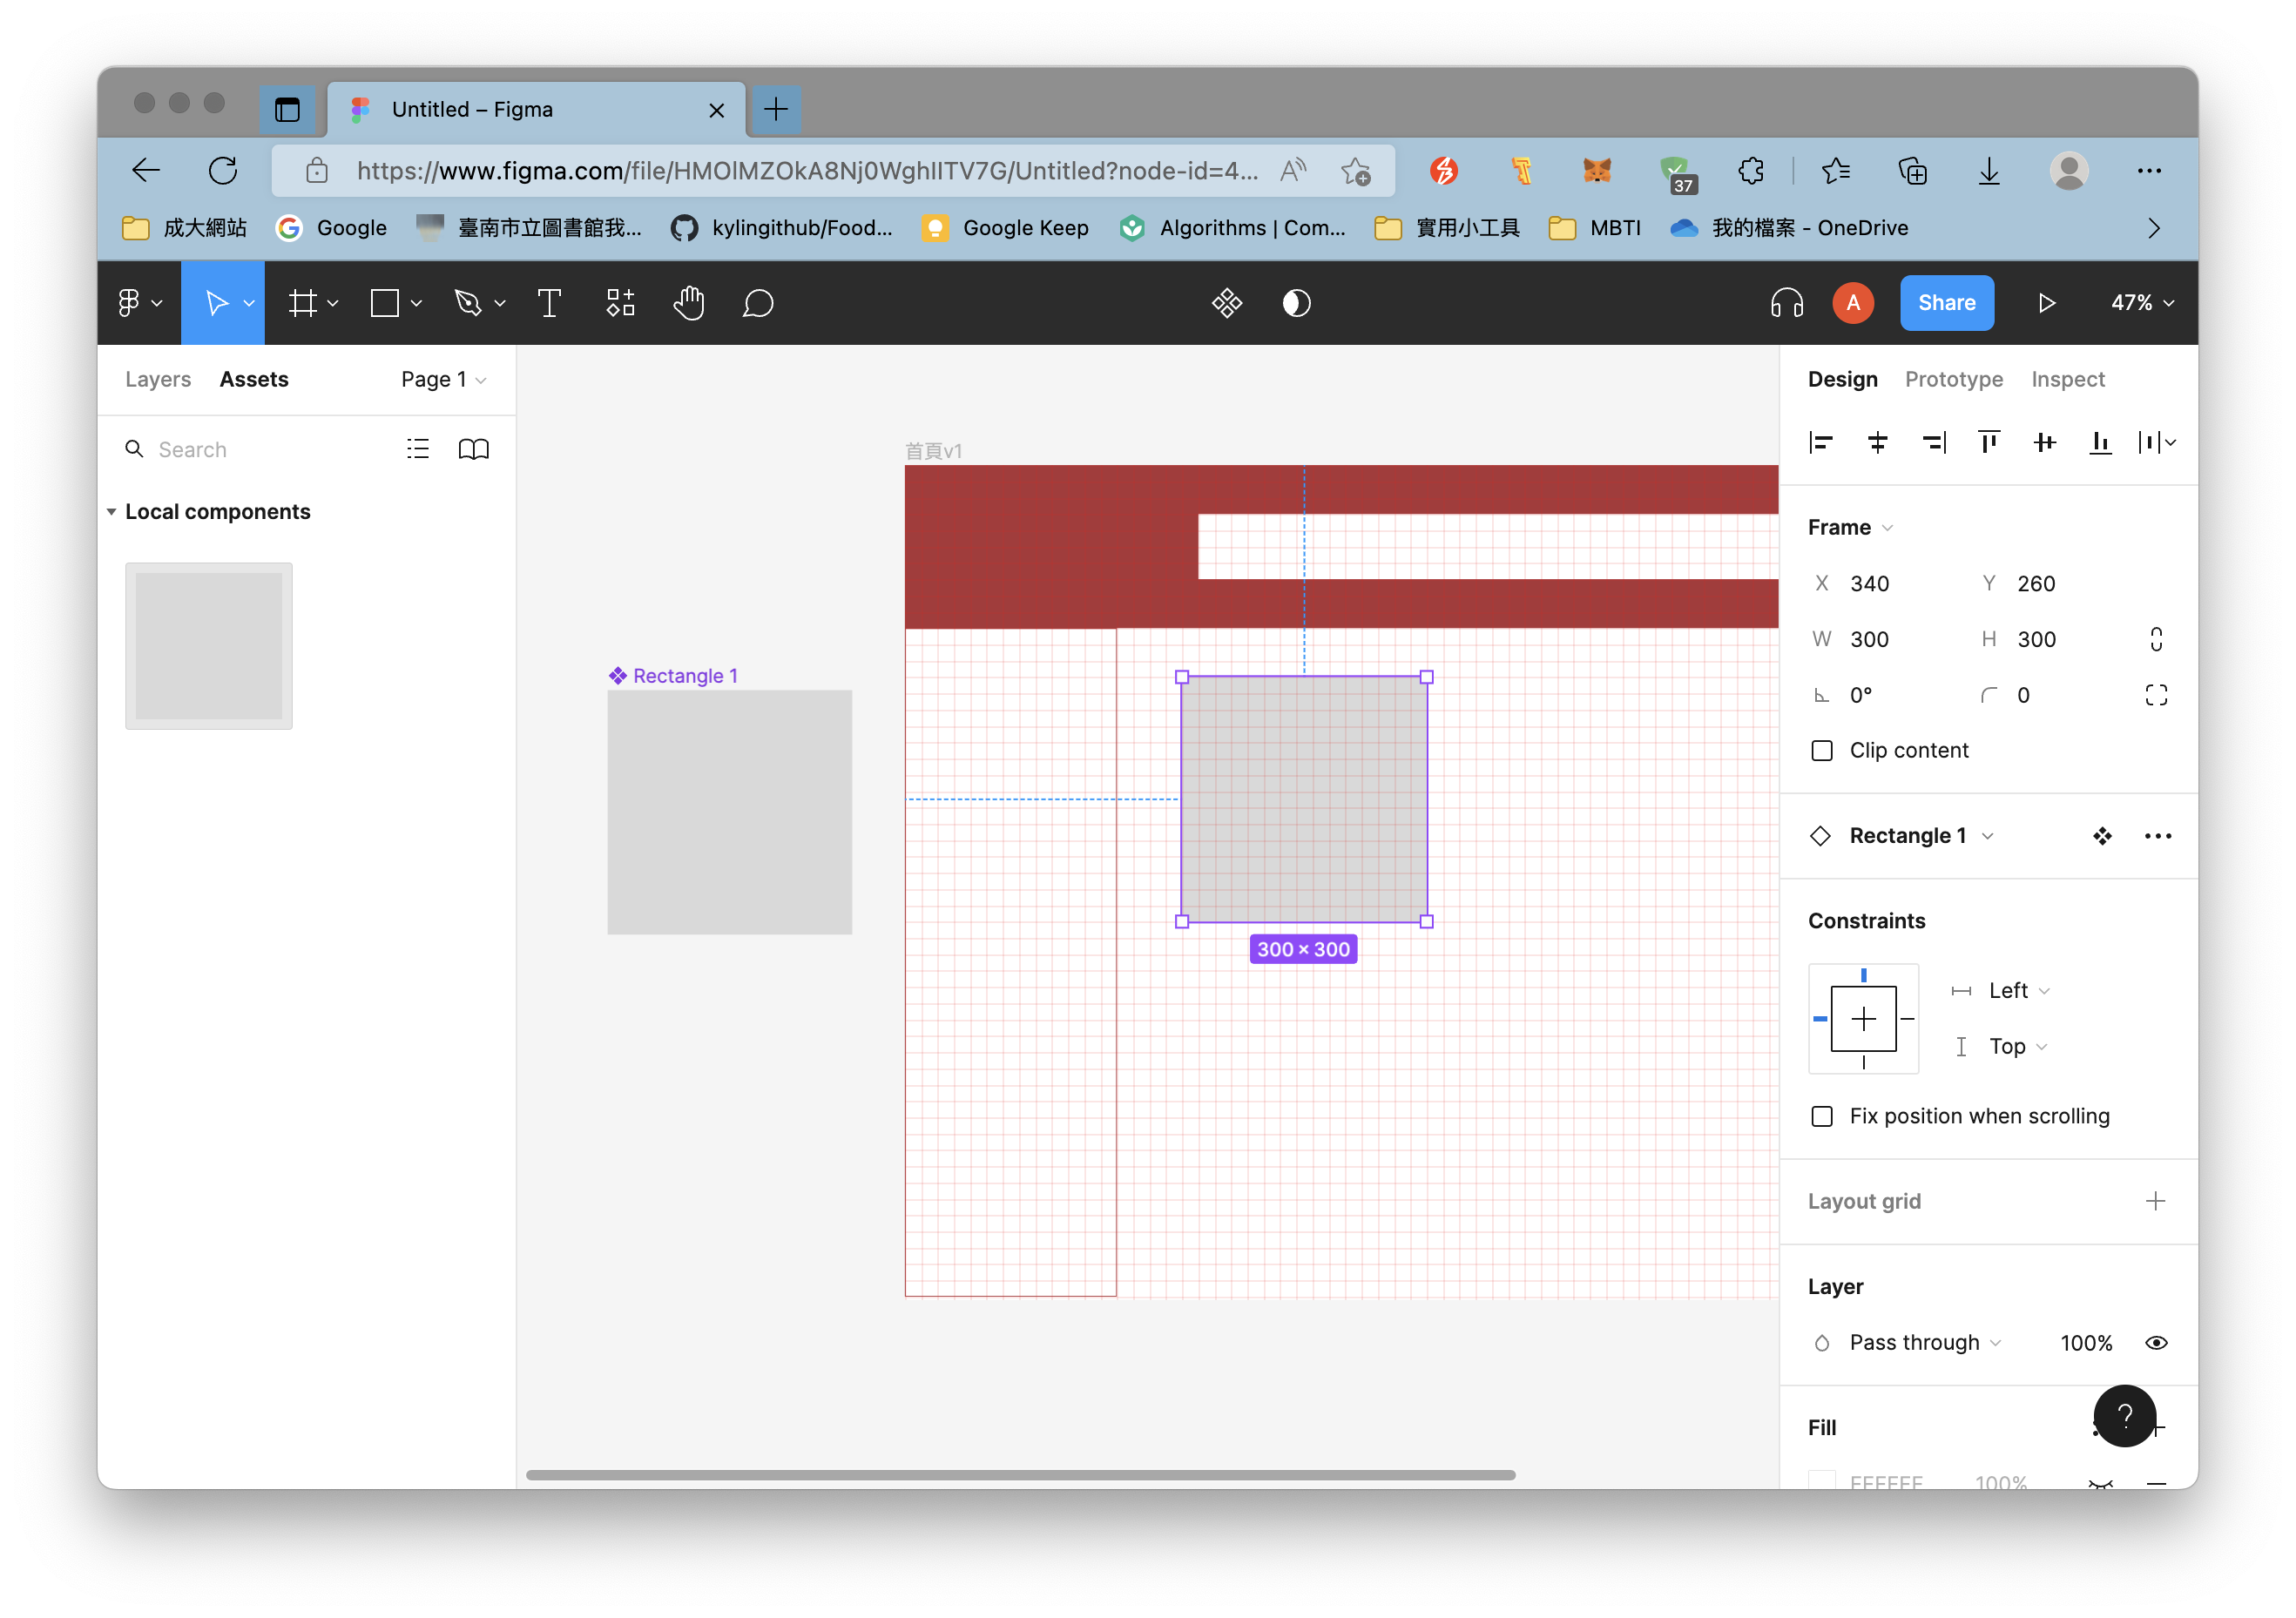 Untitled – Figma
https://www.figma.com/file/HMOlMZOkA8Nj0WghlITV7G/Untitled?node-id=4...
37
成大網站
Google
臺南市立圖書館我...
kylingithub/Food...
Google Keep
Algorithms | Com...
實用小工具
MBTI
我的檔案 - OneDrive
A
Share
47%
Layers
Assets
Page 1
Search
Local components
Rectangle 1
首頁v1
300 × 300
Design
Prototype
Inspect
Frame
X 340
Y 260
W 300
H 300
0°
0
Clip content
Rectangle 1
Constraints
Left
Top
Fix position when scrolling
Layout grid
Layer
Pass through
100%
Fill
?
FFFFFF
100%